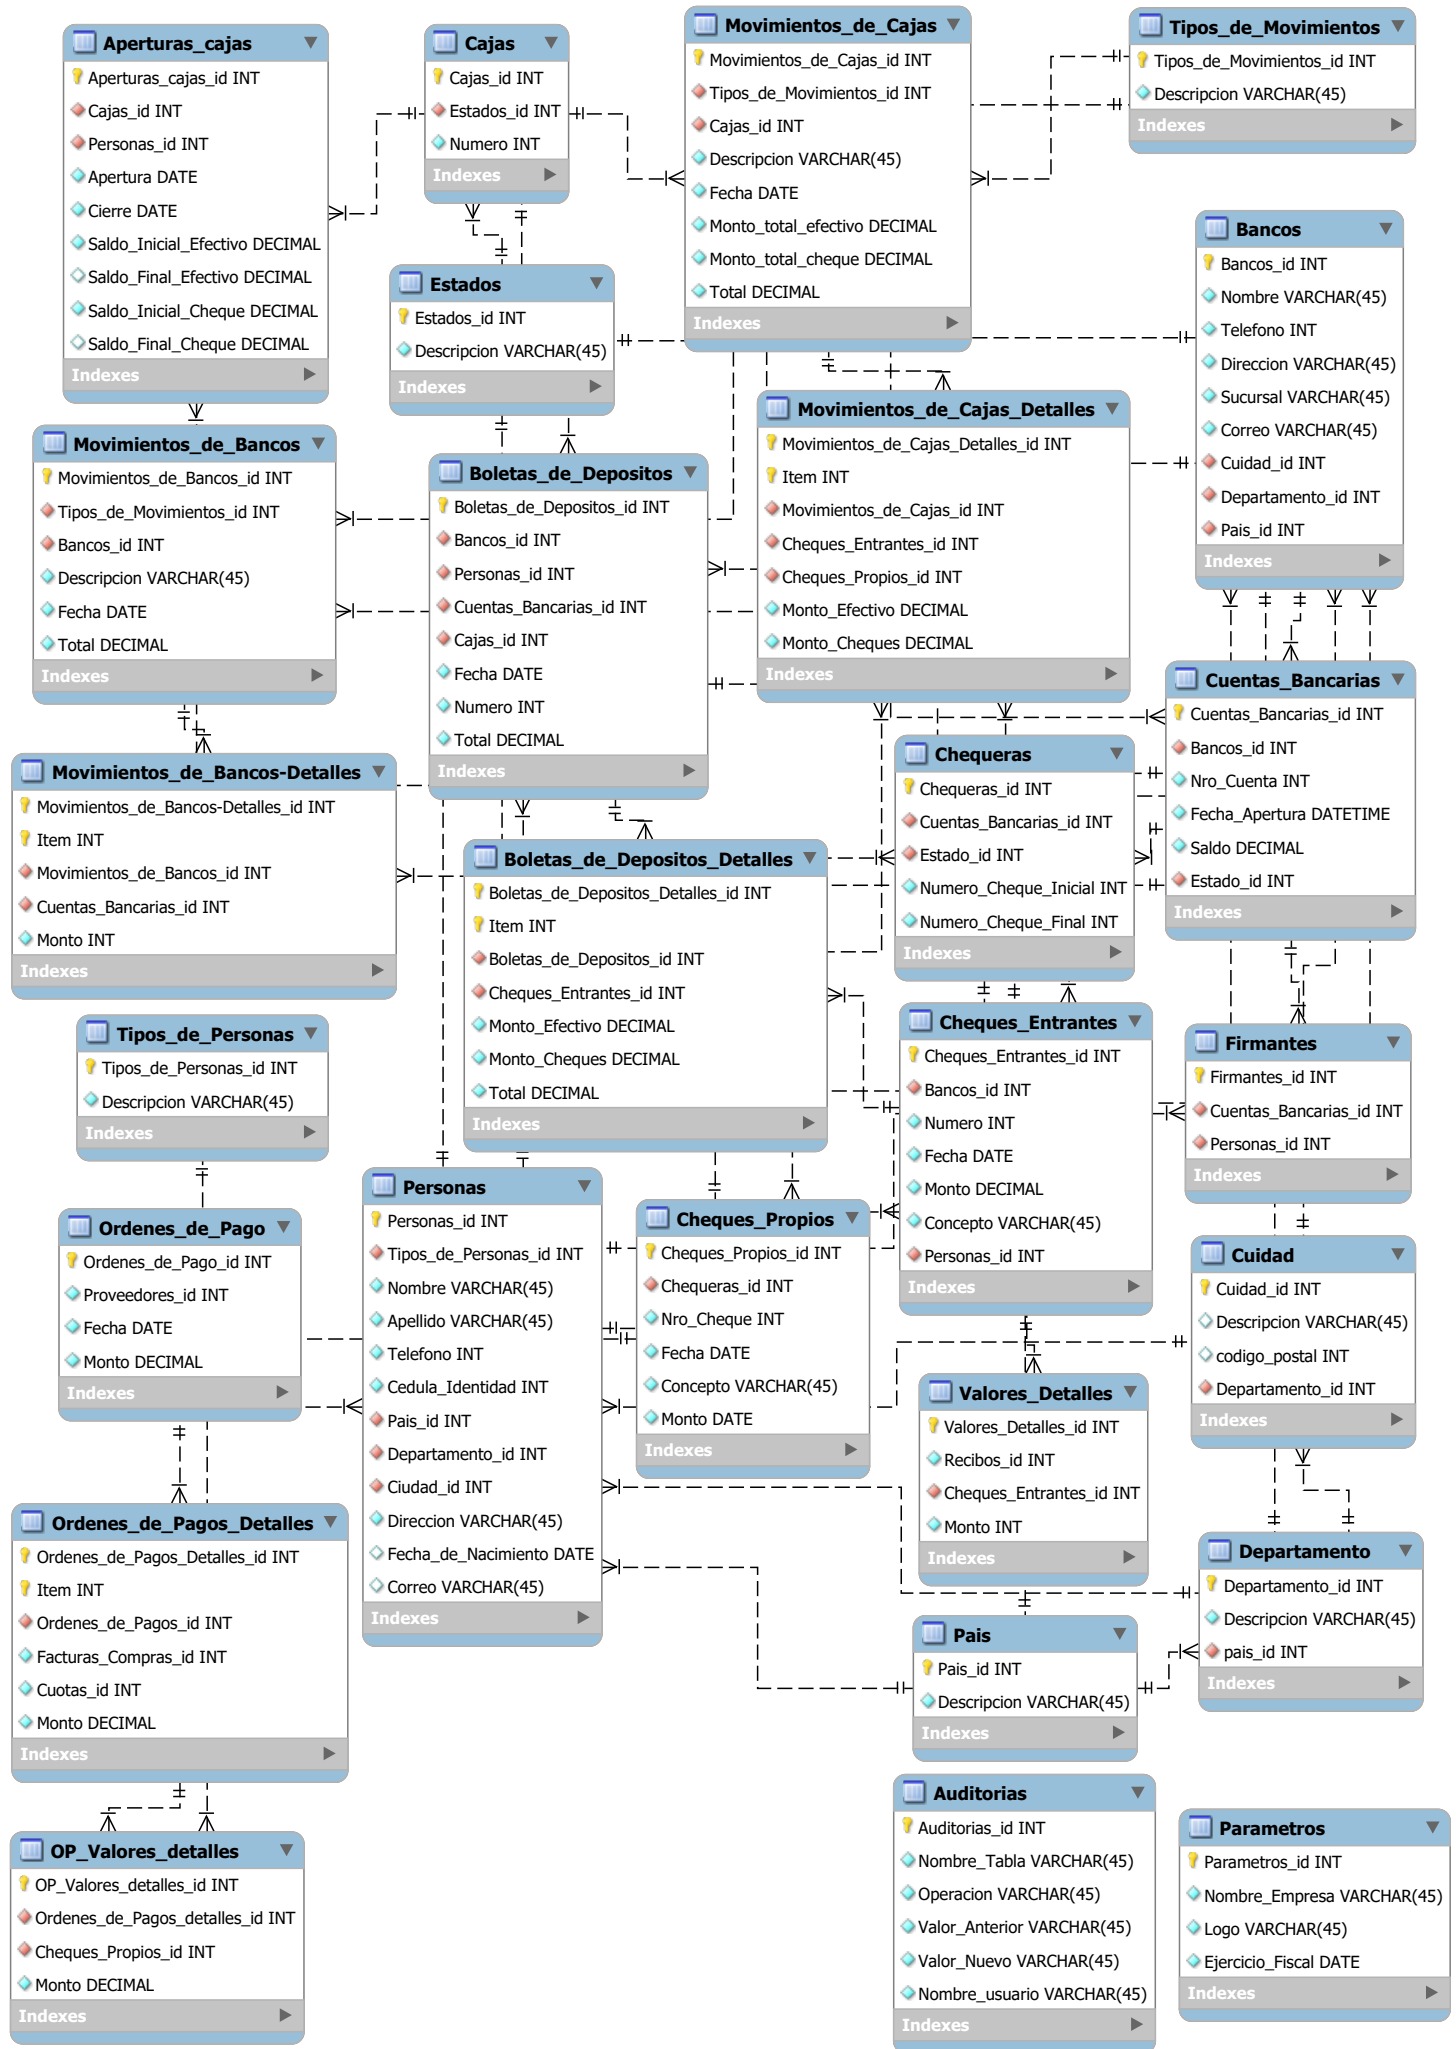 Aperturas_cajas
Aperturas_cajas_id INT
Cajas_id INT
Personas_id INT
Apertura DATE
Cierre DATE
Saldo_Inicial_Efectivo DECIMAL
Saldo_Final_Efectivo DECIMAL
Saldo_Inicial_Cheque DECIMAL
Saldo_Final_Cheque DECIMAL
Indexes
Cajas
Cajas_id INT
Estados_id INT
Numero INT
Indexes
Movimientos_de_Cajas
Movimientos_de_Cajas_id INT
Tipos_de_Movimientos_id INT
Cajas_id INT
Descripcion VARCHAR(45)
Fecha DATE
Monto_total_efectivo DECIMAL
Monto_total_cheque DECIMAL
Total DECIMAL
Indexes
Tipos_de_Movimientos
Tipos_de_Movimientos_id INT
Descripcion VARCHAR(45)
Indexes
Bancos
Bancos_id INT
Nombre VARCHAR(45)
Telefono INT
Direccion VARCHAR(45)
Sucursal VARCHAR(45)
Correo VARCHAR(45)
Cuidad_id INT
Departamento_id INT
Pais_id INT
Indexes
Estados
Estados_id INT
Descripcion VARCHAR(45)
Indexes
Movimientos_de_Bancos
Movimientos_de_Bancos_id INT
Tipos_de_Movimientos_id INT
Bancos_id INT
Descripcion VARCHAR(45)
Fecha DATE
Total DECIMAL
Indexes
Boletas_de_Depositos
Boletas_de_Depositos_id INT
Bancos_id INT
Personas_id INT
Cuentas_Bancarias_id INT
Cajas_id INT
Fecha DATE
Numero INT
Total DECIMAL
Indexes
Movimientos_de_Cajas_Detalles
Movimientos_de_Cajas_Detalles_id INT
Item INT
Movimientos_de_Cajas_id INT
Cheques_Entrantes_id INT
Cheques_Propios_id INT
Monto_Efectivo DECIMAL
Monto_Cheques DECIMAL
Indexes
Cuentas_Bancarias
Cuentas_Bancarias_id INT
Bancos_id INT
Nro_Cuenta INT
Fecha_Apertura DATETIME
Saldo DECIMAL
Estado_id INT
Indexes
Movimientos_de_Bancos-Detalles
Movimientos_de_Bancos-Detalles_id INT
Item INT
Movimientos_de_Bancos_id INT
Cuentas_Bancarias_id INT
Monto INT
Indexes
Chequeras
Chequeras_id INT
Cuentas_Bancarias_id INT
Estado_id INT
Numero_Cheque_Inicial INT
Numero_Cheque_Final INT
Indexes
Boletas_de_Depositos_Detalles
Boletas_de_Depositos_Detalles_id INT
Item INT
Boletas_de_Depositos_id INT
Cheques_Entrantes_id INT
Monto_Efectivo DECIMAL
Monto_Cheques DECIMAL
Total DECIMAL
Indexes
Tipos_de_Personas
Tipos_de_Personas_id INT
Descripcion VARCHAR(45)
Indexes
Cheques_Entrantes
Cheques_Entrantes_id INT
Bancos_id INT
Numero INT
Fecha DATE
Monto DECIMAL
Concepto VARCHAR(45)
Personas_id INT
Indexes
Firmantes
Firmantes_id INT
Cuentas_Bancarias_id INT
Personas_id INT
Indexes
Personas
Personas_id INT
Tipos_de_Personas_id INT
Nombre VARCHAR(45)
Apellido VARCHAR(45)
Telefono INT
Cedula_Identidad INT
Pais_id INT
Departamento_id INT
Ciudad_id INT
Direccion VARCHAR(45)
Fecha_de_Nacimiento DATE
Correo VARCHAR(45)
Indexes
Ordenes_de_Pago
Ordenes_de_Pago_id INT
Proveedores_id INT
Fecha DATE
Monto DECIMAL
Indexes
Cheques_Propios
Cheques_Propios_id INT
Chequeras_id INT
Nro_Cheque INT
Fecha DATE
Concepto VARCHAR(45)
Monto DATE
Indexes
Cuidad
Cuidad_id INT
Descripcion VARCHAR(45)
codigo_postal INT
Departamento_id INT
Indexes
Valores_Detalles
Valores_Detalles_id INT
Recibos_id INT
Cheques_Entrantes_id INT
Monto INT
Indexes
Ordenes_de_Pagos_Detalles
Ordenes_de_Pagos_Detalles_id INT
Item INT
Ordenes_de_Pagos_id INT
Facturas_Compras_id INT
Cuotas_id INT
Monto DECIMAL
Indexes
Departamento
Departamento_id INT
Descripcion VARCHAR(45)
pais_id INT
Indexes
Pais
Pais_id INT
Descripcion VARCHAR(45)
Indexes
OP_Valores_detalles
OP_Valores_detalles_id INT
Ordenes_de_Pagos_detalles_id INT
Cheques_Propios_id INT
Monto DECIMAL
Indexes
Auditorias
Auditorias_id INT
Nombre_Tabla VARCHAR(45)
Operacion VARCHAR(45)
Valor_Anterior VARCHAR(45)
Valor_Nuevo VARCHAR(45)
Nombre_usuario VARCHAR(45)
Indexes
Parametros
Parametros_id INT
Nombre_Empresa VARCHAR(45)
Logo VARCHAR(45)
Ejercicio_Fiscal DATE
Indexes